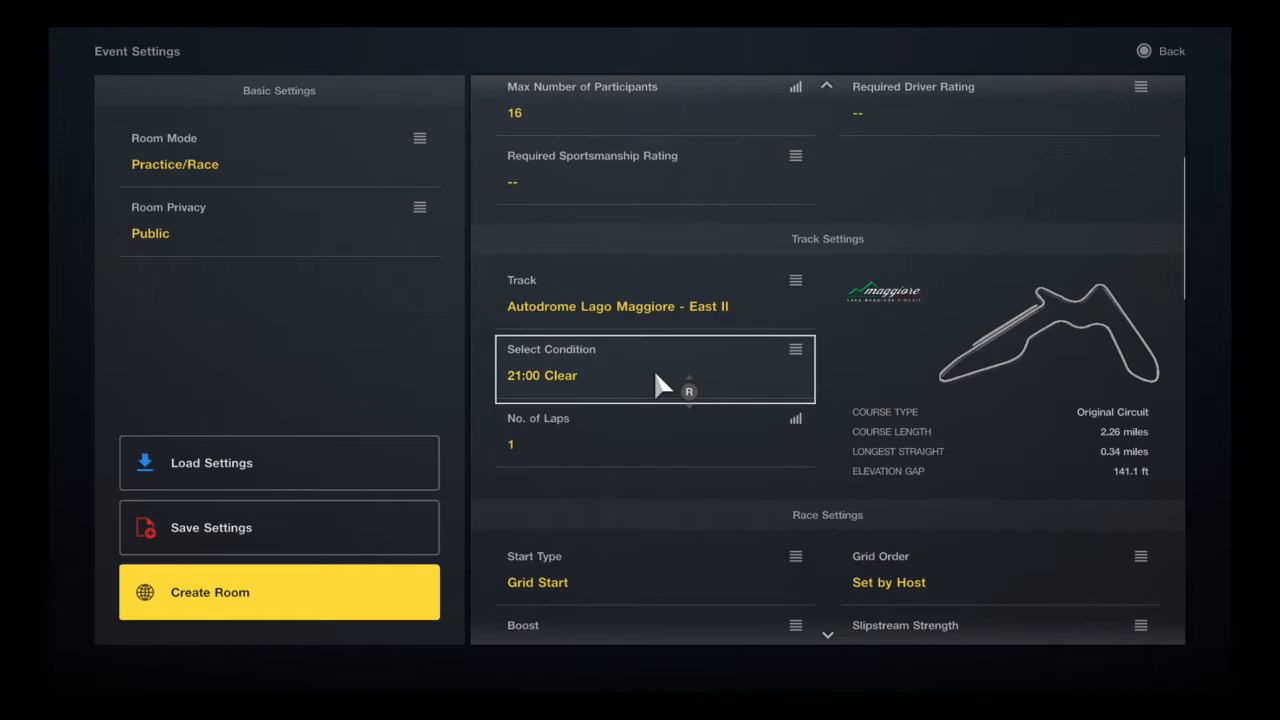 Event Settings
Back
Basic Settings
Room Mode
Practice/Race
Room Privacy
Public
Load Settings
Save Settings
Create Room
Max Number of Participants
16
Required Driver Rating
--
Required Sportsmanship Rating
--
Track Settings
Track
Autodrome Lago Maggiore - East II
Select Condition
21:00 Clear
R
No. of Laps
1
maggiore
LAGO MAGGIORE CIRCUIT
COURSE TYPE Original Circuit
COURSE LENGTH 2.26 miles
LONGEST STRAIGHT 0.34 miles
ELEVATION GAP 141.1 ft
Race Settings
Start Type
Grid Start
Grid Order
Set by Host
Boost
Slipstream Strength